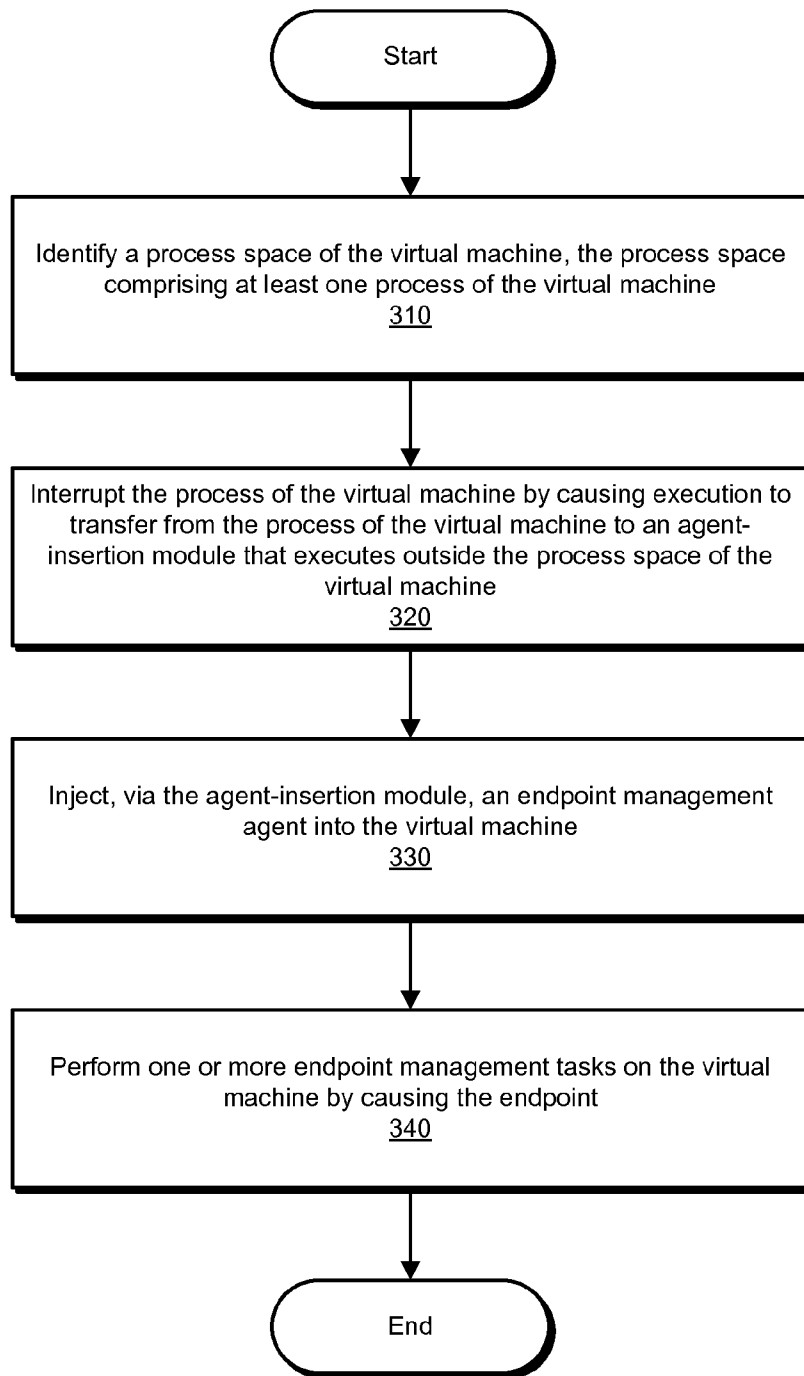 Start
Identify a process space of the virtual machine, the process space
comprising at least one process of the virtual machine
310
Interrupt the process of the virtual machine by causing execution to
transfer from the process of the virtual machine to an agent-
insertion module that executes outside the process space of the
virtual machine
320
Inject, via the agent-insertion module, an endpoint management
agent into the virtual machine
330
Perform one or more endpoint management tasks on the virtual
machine by causing the endpoint
340
End